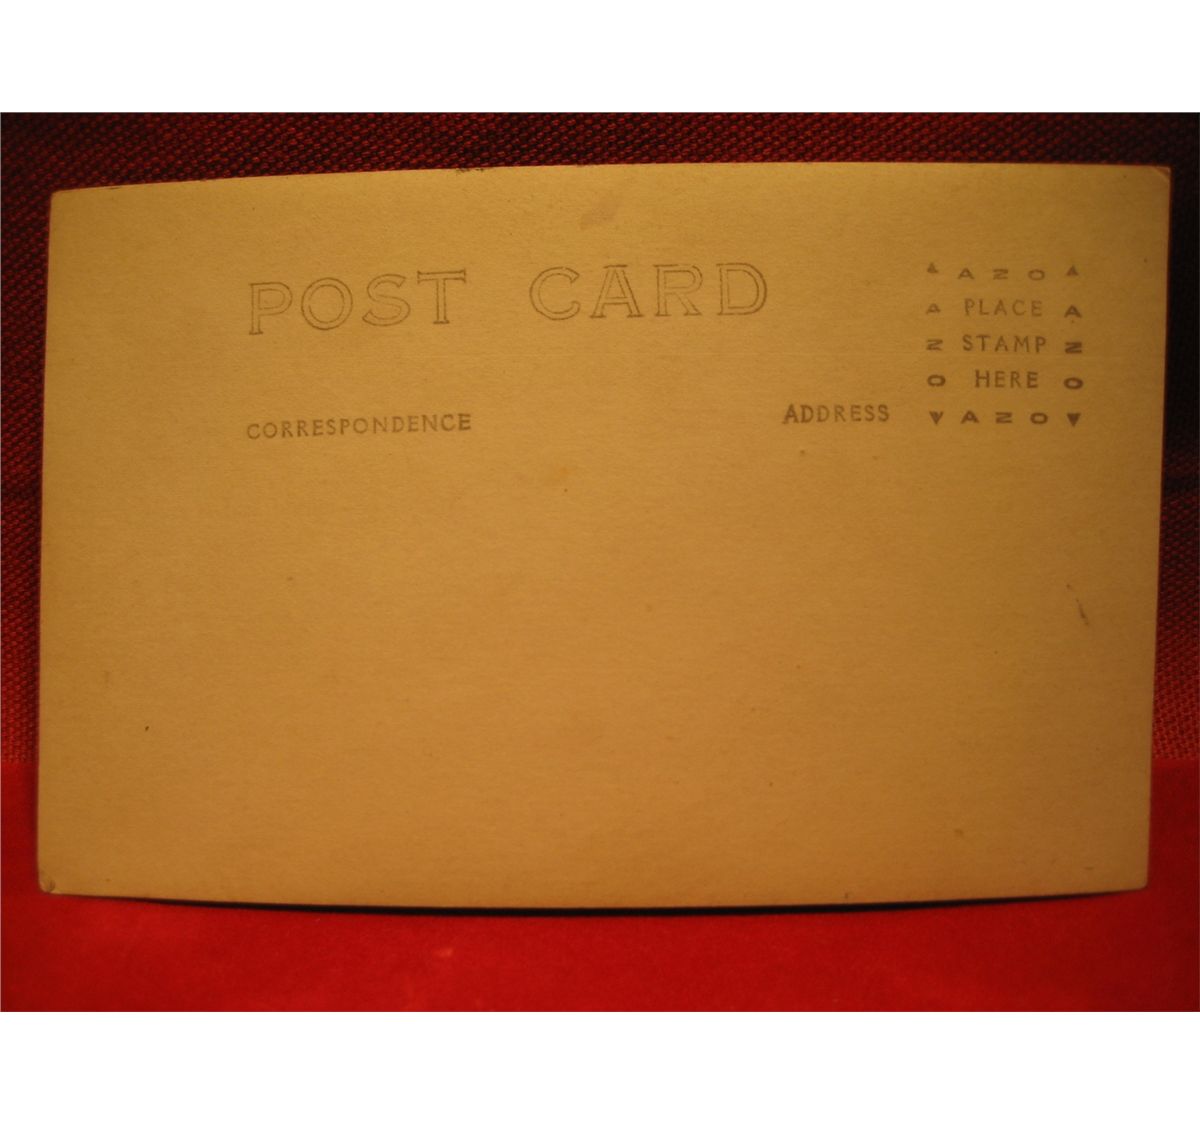 POST CARD
▲ AZO ▲
A PLACE A
Z STAMP Z
O HERE O
▼ AZO ▼
CORRESPONDENCE
ADDRESS